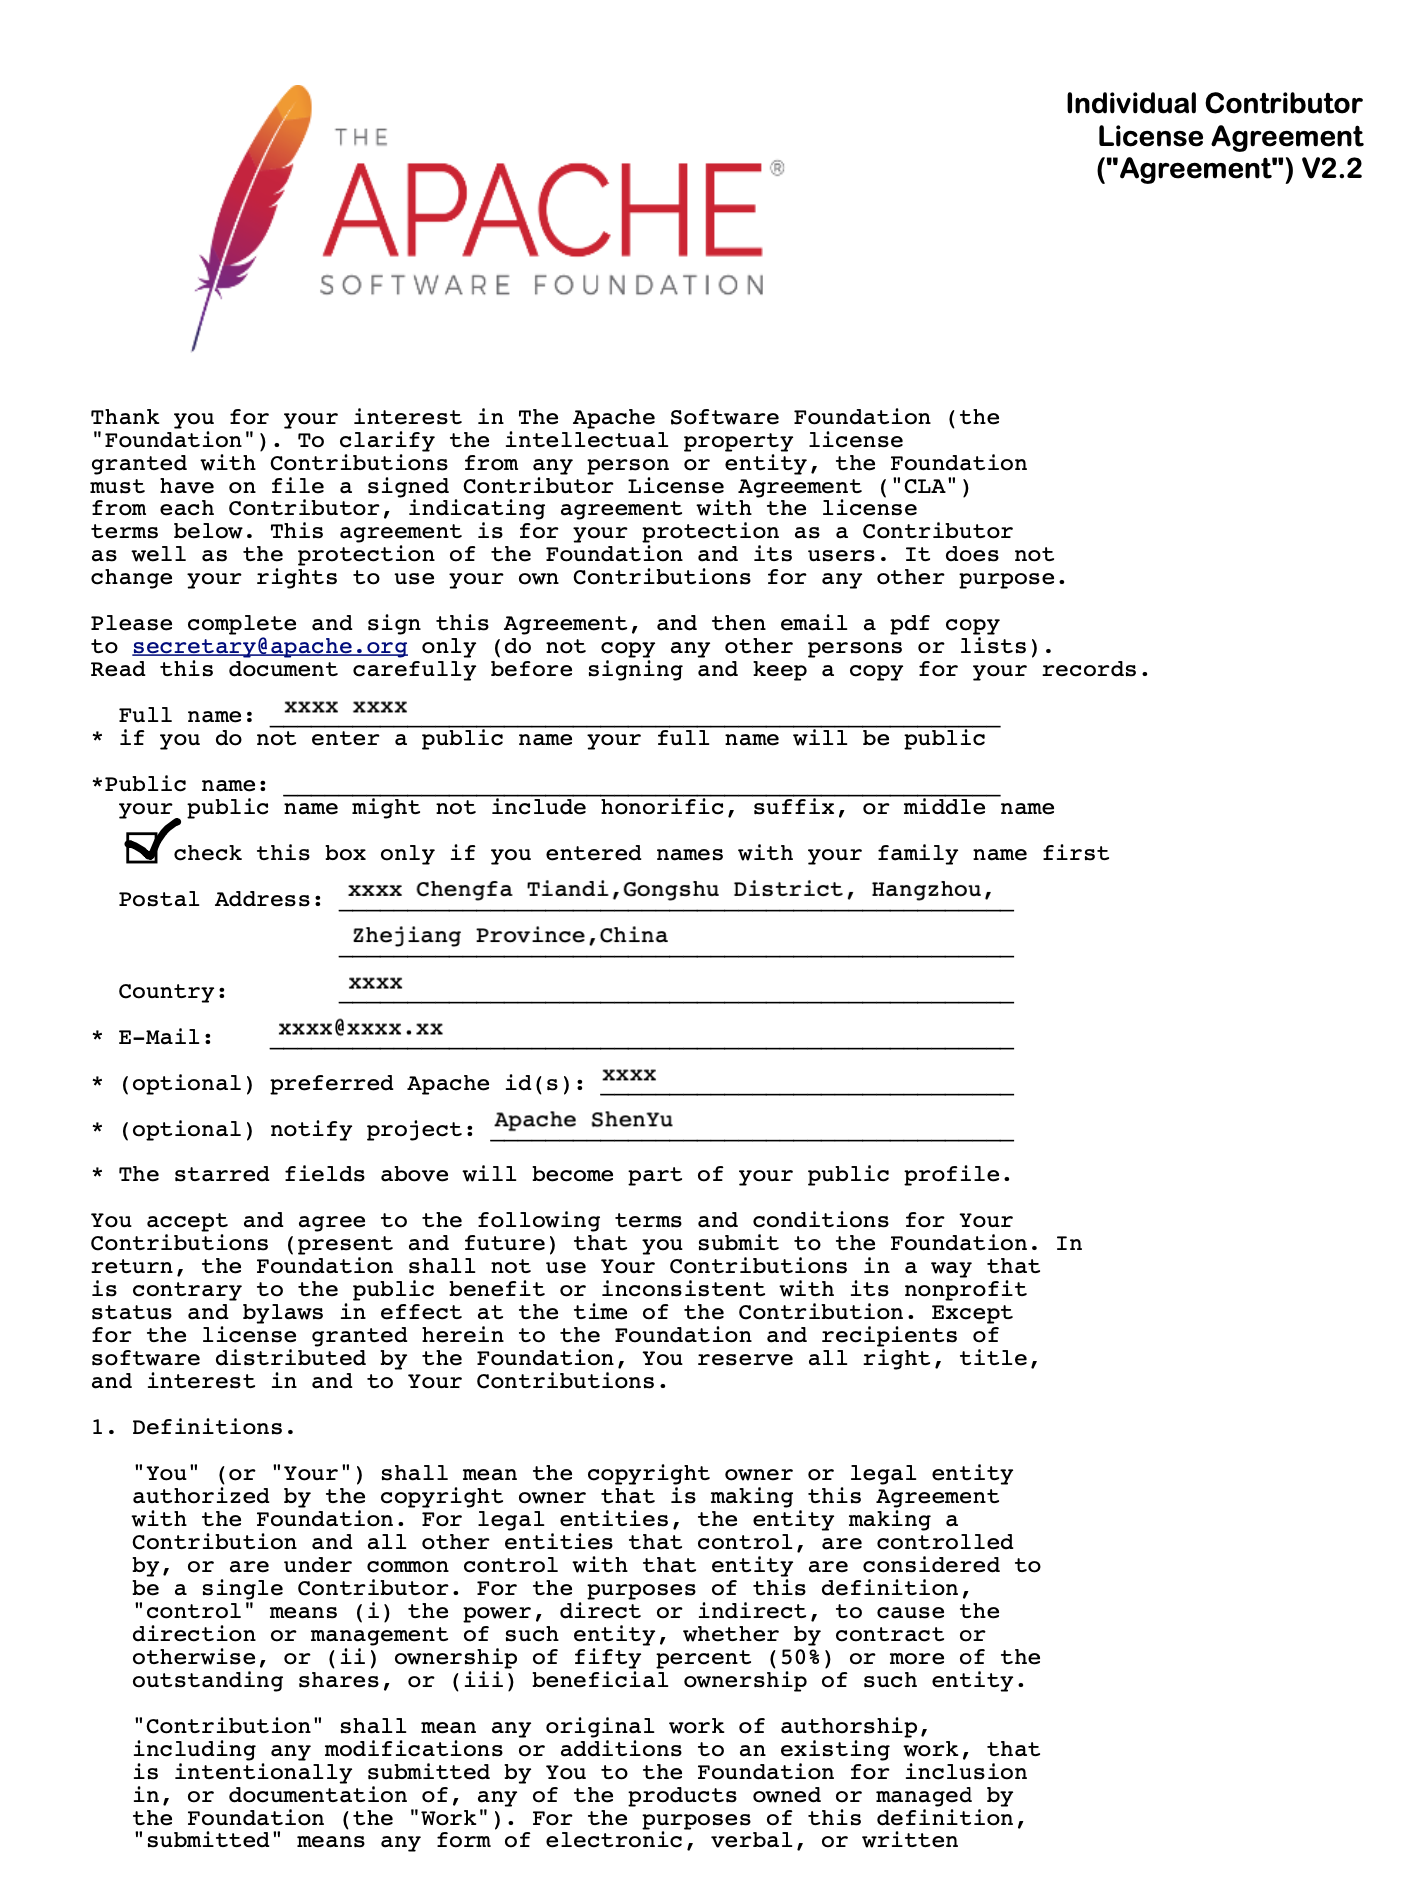 THE
APACHE®
SOFTWARE FOUNDATION
Individual Contributor
License Agreement
("Agreement") V2.2
Thank you for your interest in The Apache Software Foundation (the
"Foundation"). To clarify the intellectual property license
granted with Contributions from any person or entity, the Foundation
must have on file a signed Contributor License Agreement ("CLA")
from each Contributor, indicating agreement with the license
terms below. This agreement is for your protection as a Contributor
as well as the protection of the Foundation and its users. It does not
change your rights to use your own Contributions for any other purpose.
Please complete and sign this Agreement, and then email a pdf copy
to secretary@apache.org only (do not copy any other persons or lists).
Read this document carefully before signing and keep a copy for your records.
Full name: xxxx xxxx
* if you do not enter a public name your full name will be public
*Public name:
your public name might not include honorific, suffix, or middle name
check this box only if you entered names with your family name first
Postal Address: xxxx Chengfa Tiandi,Gongshu District, Hangzhou,
Zhejiang Province,China
Country: xxxx
* E-Mail: xxxx@xxxx.xx
* (optional) preferred Apache id(s): xxxx
* (optional) notify project: Apache ShenYu
* The starred fields above will become part of your public profile.
You accept and agree to the following terms and conditions for Your
Contributions (present and future) that you submit to the Foundation. In
return, the Foundation shall not use Your Contributions in a way that
is contrary to the public benefit or inconsistent with its nonprofit
status and bylaws in effect at the time of the Contribution. Except
for the license granted herein to the Foundation and recipients of
software distributed by the Foundation, You reserve all right, title,
and interest in and to Your Contributions.
1. Definitions.
"You" (or "Your") shall mean the copyright owner or legal entity
authorized by the copyright owner that is making this Agreement
with the Foundation. For legal entities, the entity making a
Contribution and all other entities that control, are controlled
by, or are under common control with that entity are considered to
be a single Contributor. For the purposes of this definition,
"control" means (i) the power, direct or indirect, to cause the
direction or management of such entity, whether by contract or
otherwise, or (ii) ownership of fifty percent (50%) or more of the
outstanding shares, or (iii) beneficial ownership of such entity.
"Contribution" shall mean any original work of authorship,
including any modifications or additions to an existing work, that
is intentionally submitted by You to the Foundation for inclusion
in, or documentation of, any of the products owned or managed by
the Foundation (the "Work"). For the purposes of this definition,
"submitted" means any form of electronic, verbal, or written